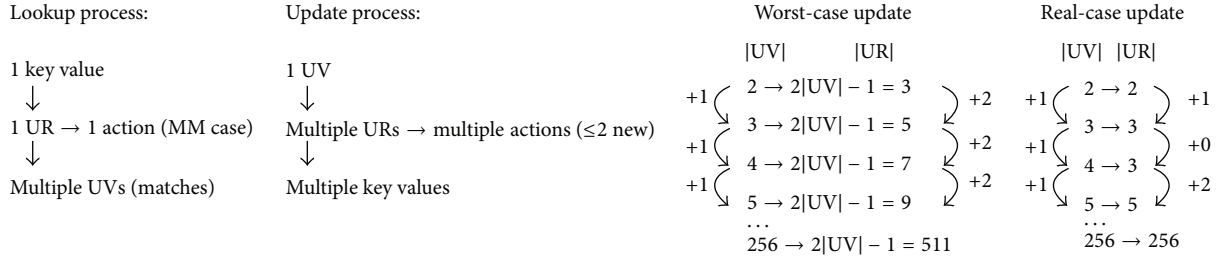 Lookup process:
1 key value
↓
1 UR → 1 action (MM case)
↓
Multiple UVs (matches)
Update process:
1 UV
↓
Multiple URs → multiple actions (≤2 new)
↓
Multiple key values
Worst-case update
|UV| |UR|
2 → 2|UV| − 1 = 3
+1 +2
3 → 2|UV| − 1 = 5
+1 +2
4 → 2|UV| − 1 = 7
+1 +2
5 → 2|UV| − 1 = 9
...
256 → 2|UV| − 1 = 511
Real-case update
|UV| |UR|
2 → 2
+1 +1
3 → 3
+1 +0
4 → 3
+1 +2
5 → 5
...
256 → 256